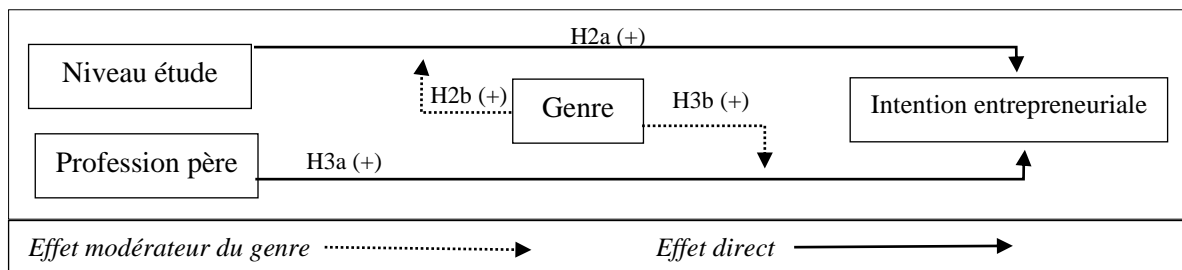 H2a (+)
Niveau étude
H2b (+)
Genre
H3b (+)
Intention entrepreneuriale
Profession père
H3a (+)
Effet modérateur du genre
Effet direct